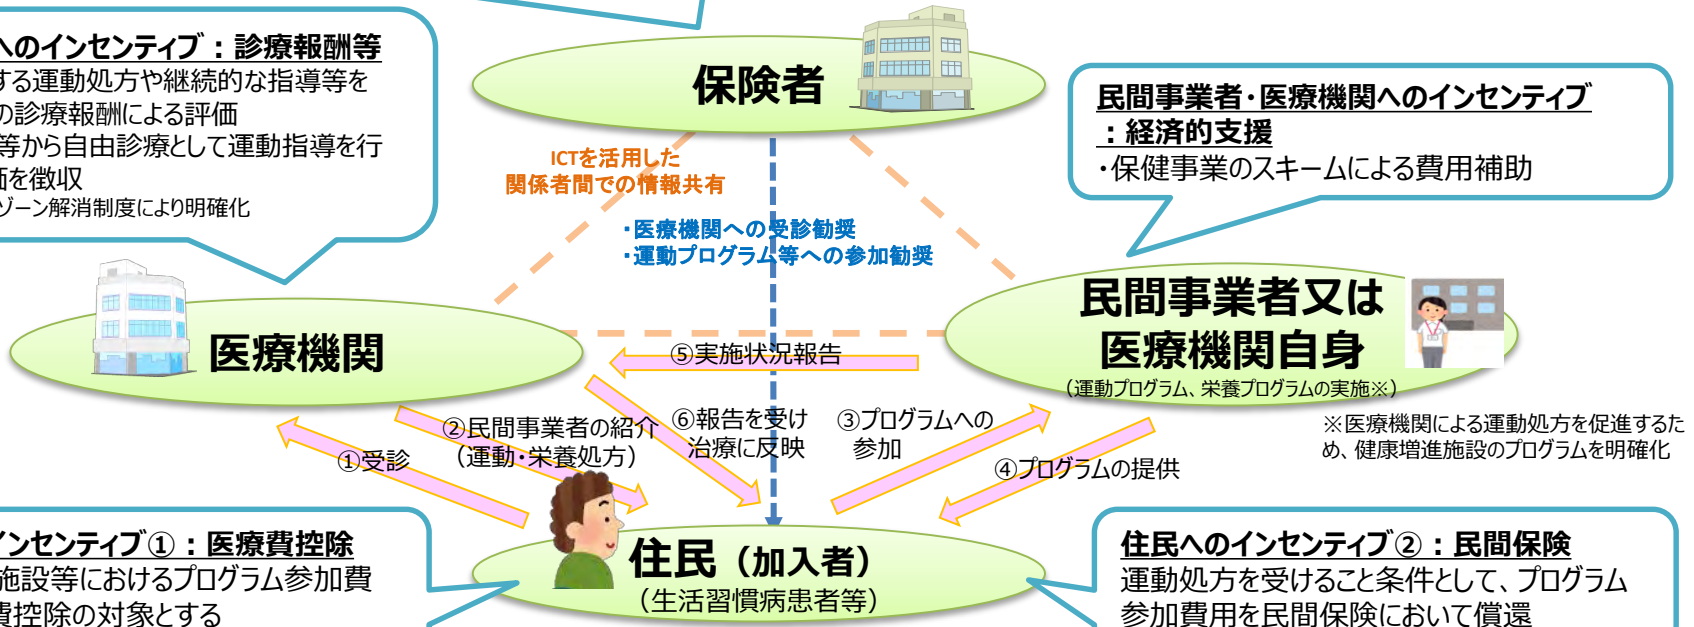 へのインセンティブ：診療報酬等
する運動処方や継続的な指導等を
の診療報酬による評価
等から自由診療として運動指導を行
を徴収
ゾーン解消制度により明確化
保険者
民間事業者・医療機関へのインセンティブ
：経済的支援
・保健事業のスキームによる費用補助
ICTを活用した
関係者間での情報共有
・医療機関への受診勧奨
・運動プログラム等への参加勧奨
医療機関
民間事業者又は
医療機関自身
（運動プログラム、栄養プログラムの実施※）
※医療機関による運動処方を促進するた
め、健康増進施設のプログラムを明確化
⑤実施状況報告
①受診
②民間事業者の紹介
（運動・栄養処方）
⑥報告を受け
治療に反映
③プログラムへの
参加
④プログラムの提供
住民（加入者）
（生活習慣病患者等）
インセンティブ①：医療費控除
施設等におけるプログラム参加費
費控除の対象とする
住民へのインセンティブ②：民間保険
運動処方を受けること条件として、プログラム
参加費用を民間保険において償還